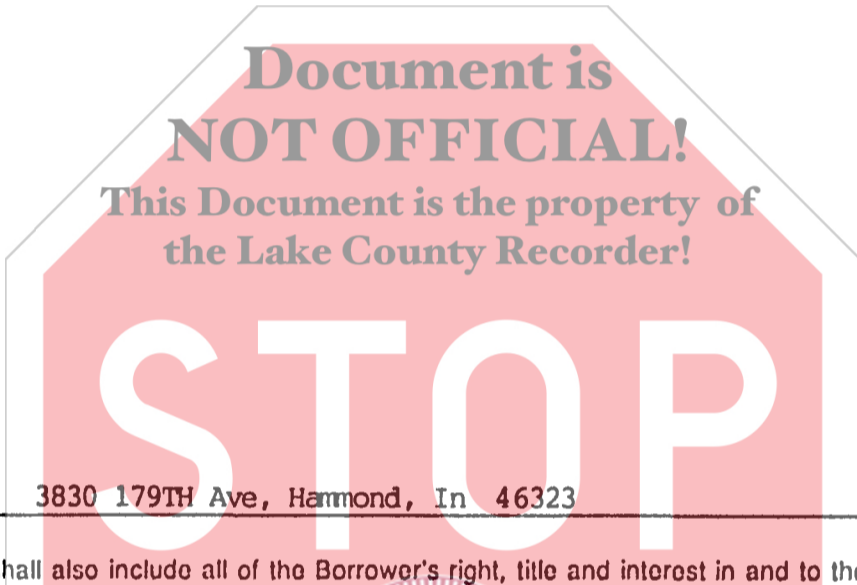 Document is
NOT OFFICIAL!
This Document is the property of
the Lake County Recorder!
STOP
3830 179TH Ave, Hammond, In 46323
hall also include all of the Borrower's right, title and interest in and to the